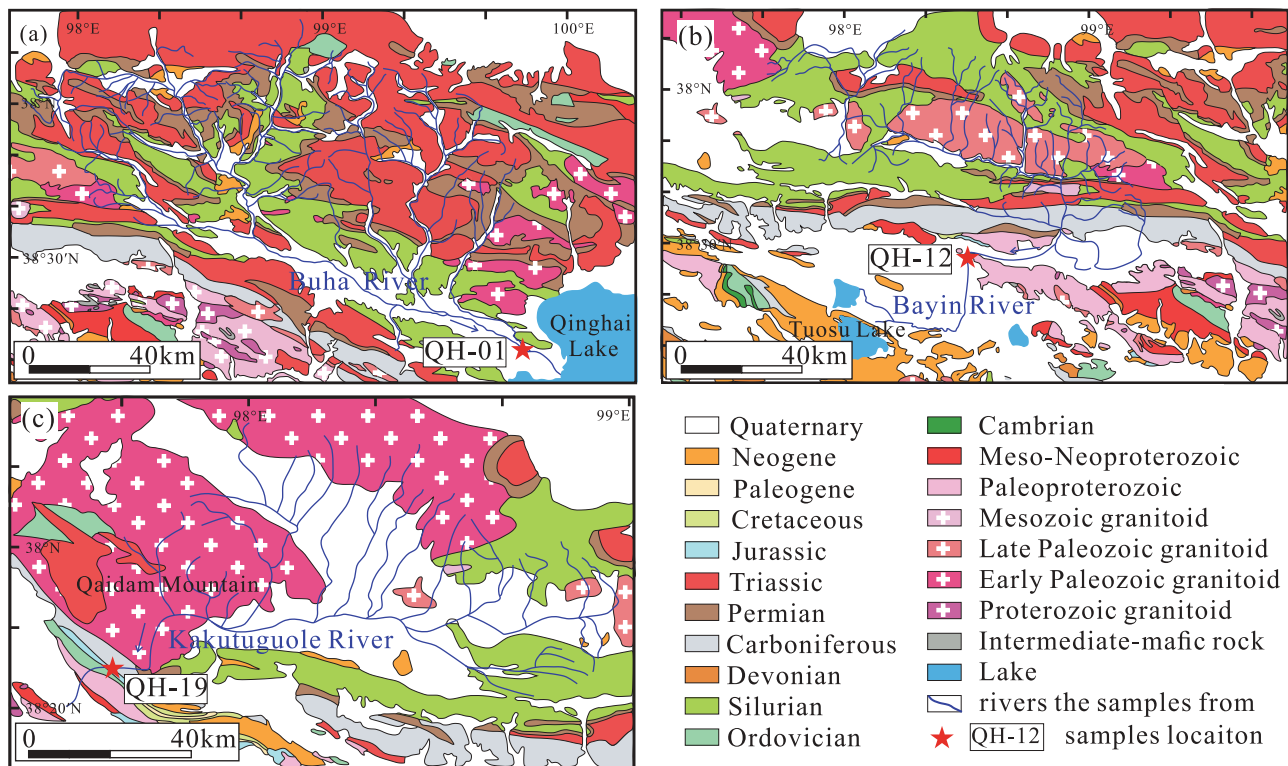 (a)
98°E
99°E
100°E
38°N
38°30′N
Buha River
Qinghai
Lake
QH-01
0
40km
(b)
98°E
99°E
38°N
38°30′N
QH-12
Bayin River
Tuosu Lake
0
40km
(c)
98°E
99°E
38°N
Qaidam Mountain
Kakutuguole River
QH-19
38°30′N
0
40km
Quaternary
Neogene
Paleogene
Cretaceous
Jurassic
Triassic
Permian
Carboniferous
Devonian
Silurian
Ordovician
Cambrian
Meso-Neoproterozoic
Paleoproterozoic
Mesozoic granitoid
Late Paleozoic granitoid
Early Paleozoic granitoid
Proterozoic granitoid
Intermediate-mafic rock
Lake
rivers the samples from
QH-12 samples locaiton